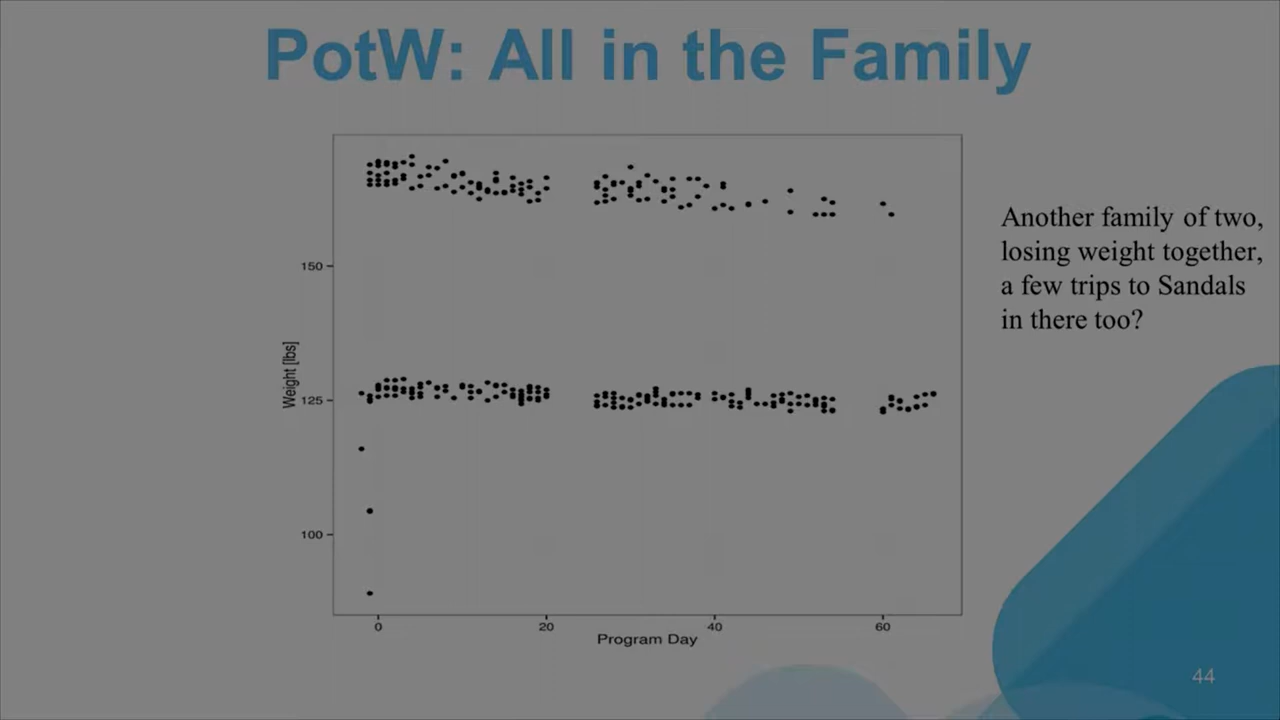 PotW: All in the Family
Another family of two,
losing weight together,
a few trips to Sandals
in there too?
150
125
100
Weight [lbs]
0 20 40 60
Program Day
44